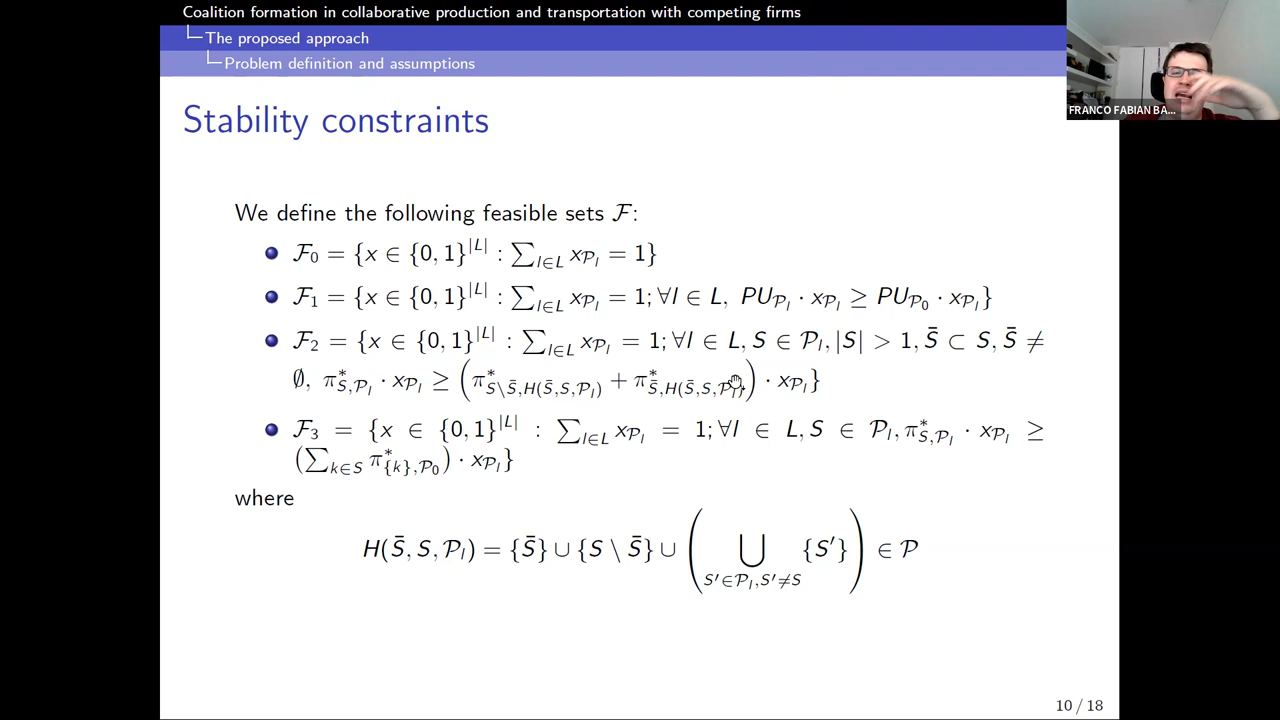 Coalition formation in collaborative production and transportation with competing firms
The proposed approach
Problem definition and assumptions
FRANCO FABIAN BA...
Stability constraints
We define the following feasible sets ℱ:
ℱ₀ = {x ∈ {0, 1}^|L| : ∑_{l∈L} x_{𝒫_l} = 1}
ℱ₁ = {x ∈ {0, 1}^|L| : ∑_{l∈L} x_{𝒫_l} = 1; ∀l ∈ L, PU_{𝒫_l} · x_{𝒫_l} ≥ PU_{𝒫_0} · x_{𝒫_l}}
ℱ₂ = {x ∈ {0, 1}^|L| : ∑_{l∈L} x_{𝒫_l} = 1; ∀l ∈ L, S ∈ 𝒫_l, |S| > 1, S̄ ⊂ S, S̄ ≠
∅, π*_{S,𝒫_l} · x_{𝒫_l} ≥ (π*_{S\S̄,H(S̄,S,𝒫_l)} + π*_{S̄,H(S̄,S,𝒫_l)}) · x_{𝒫_l}}
ℱ₃ = {x ∈ {0, 1}^|L| : ∑_{l∈L} x_{𝒫_l} = 1; ∀l ∈ L, S ∈ 𝒫_l, π*_{S,𝒫_l} · x_{𝒫_l} ≥
(∑_{k∈S} π*_{{k},𝒫_0}) · x_{𝒫_l}}
where
H(S̄, S, 𝒫_l) = {S̄} ∪ {S \ S̄} ∪ (⋃_{S′∈𝒫_l,S′≠S} {S′}) ∈ 𝒫
10 / 18